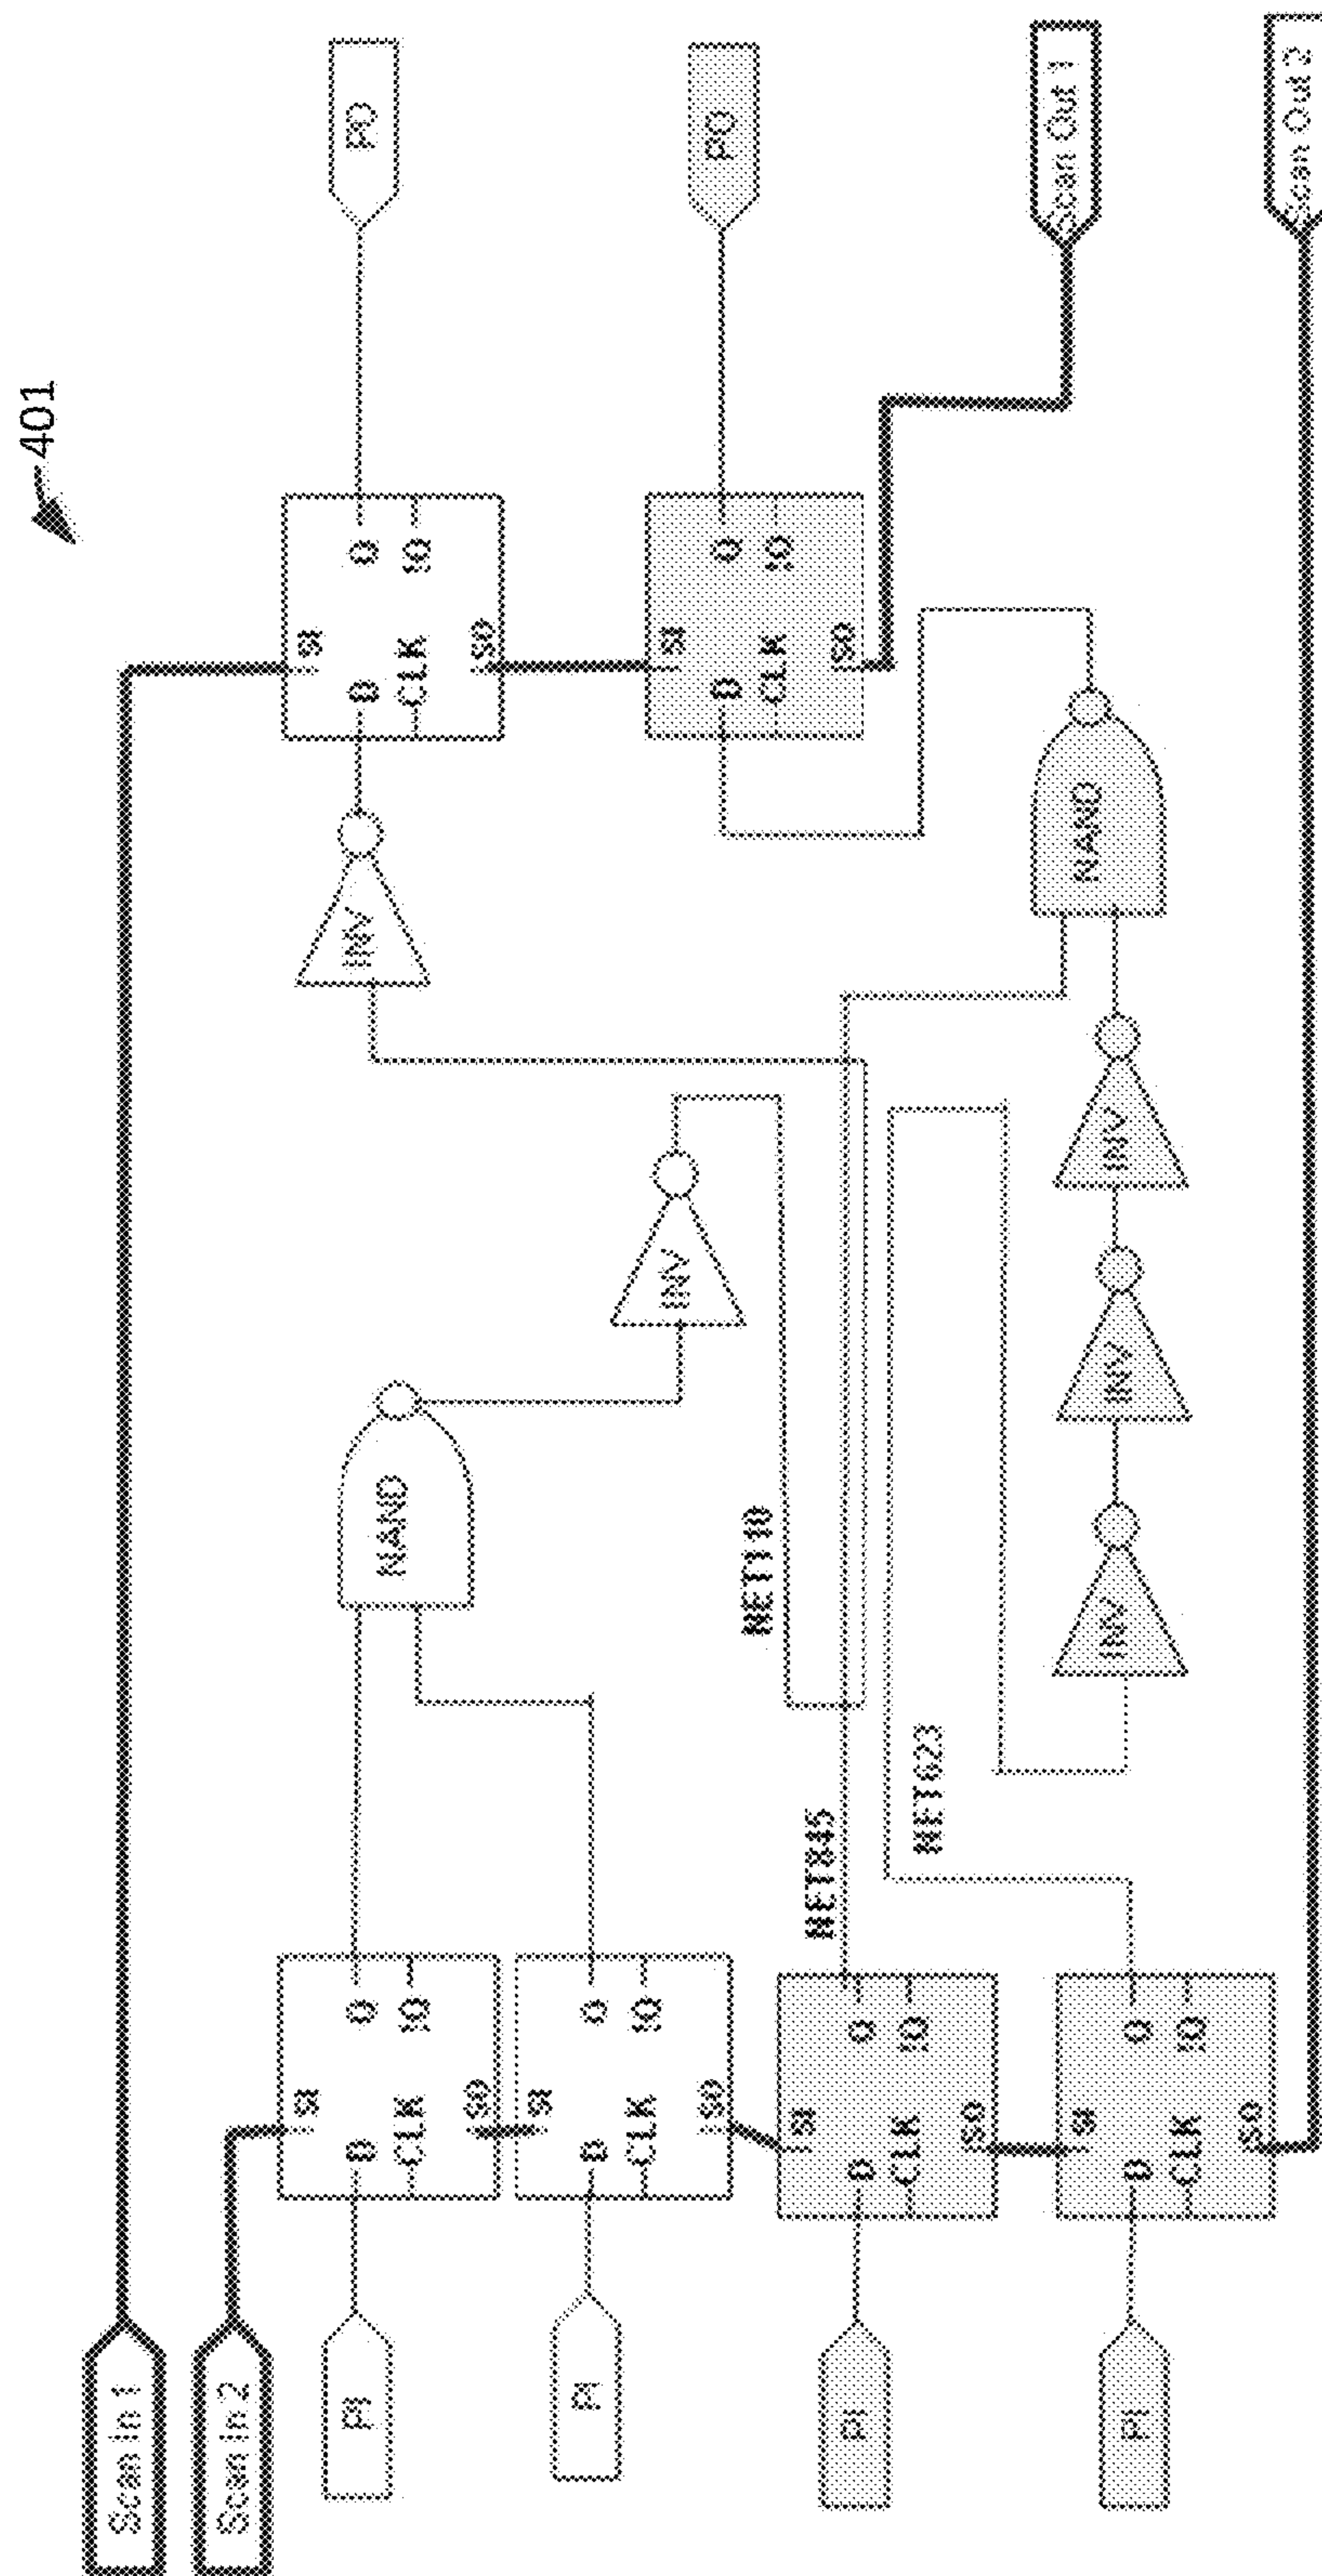 401
Scan In 1
Scan In 2
PI
SI
D
Q
CLK
!Q
SO
NAND
INV
SI
D
Q
CLK
!Q
SO
PO
PI
SI
D
Q
CLK
!Q
SO
INV
NET110
SI
D
Q
CLK
!Q
SO
PO
PI
SI
D
Q
CLK
!Q
SO
NET845
NET623
NAND
Scan Out 1
PI
SI
D
Q
CLK
!Q
SO
INV
INV
INV
Scan Out 2